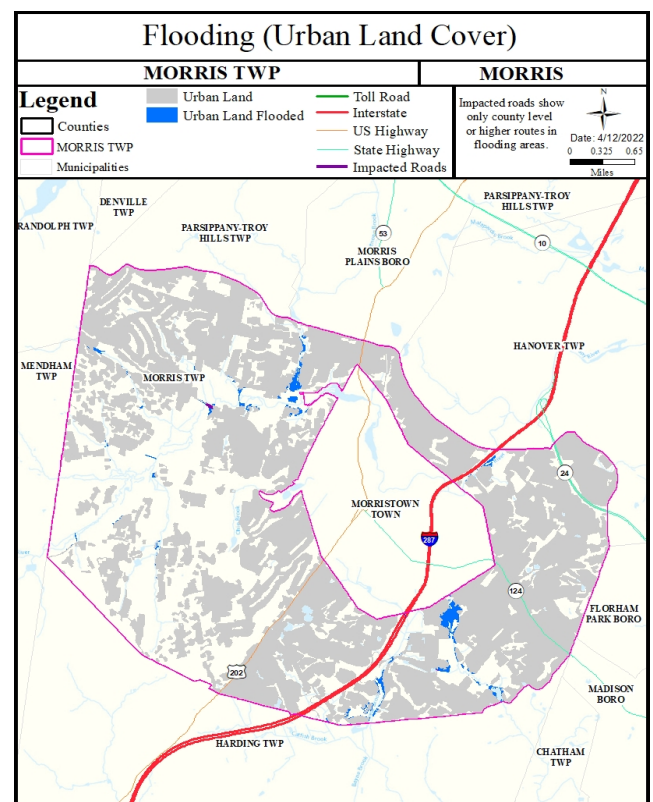 Flooding (Urban Land Cover)
MORRIS TWP
MORRIS
Legend
Counties
MORRIS TWP
Municipalities
Urban Land
Urban Land Flooded
Toll Road
Interstate
US Highway
State Highway
Impacted Roads
Impacted roads show
only county level
or higher routes in
flooding areas.
N
Date: 4/12/2022
0 0.325 0.65
Miles
DENVILLE
TWP
RANDOLPH TWP
PARSIPPANY-TROY
HILLS TWP
PARSIPPANY-TROY
HILLS TWP
53
10
MORRIS
PLAINS BORO
HANOVER TWP
MENDHAM
TWP
MORRIS TWP
24
MORRISTOWN
TOWN
287
124
FLORHAM
PARK BORO
202
MADISON
BORO
HARDING TWP
CHATHAM
TWP